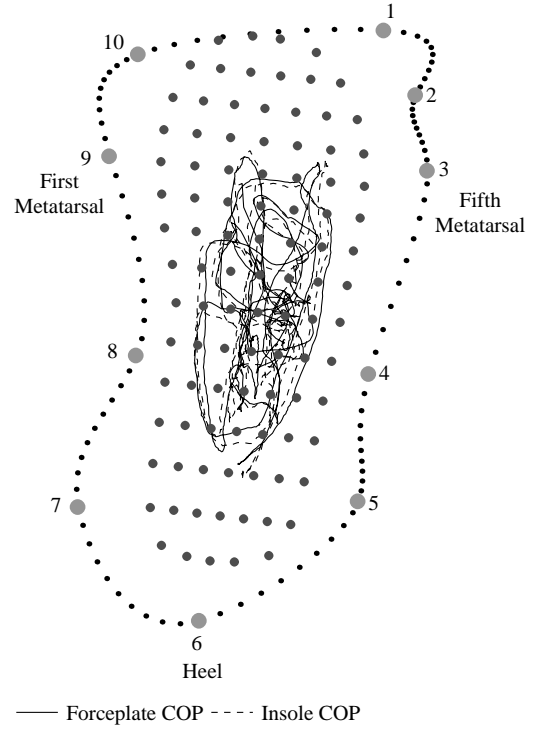 1
10
2
9
3
First
Metatarsal
Fifth
Metatarsal
8
4
7
5
6
Heel
Forceplate COP
Insole COP